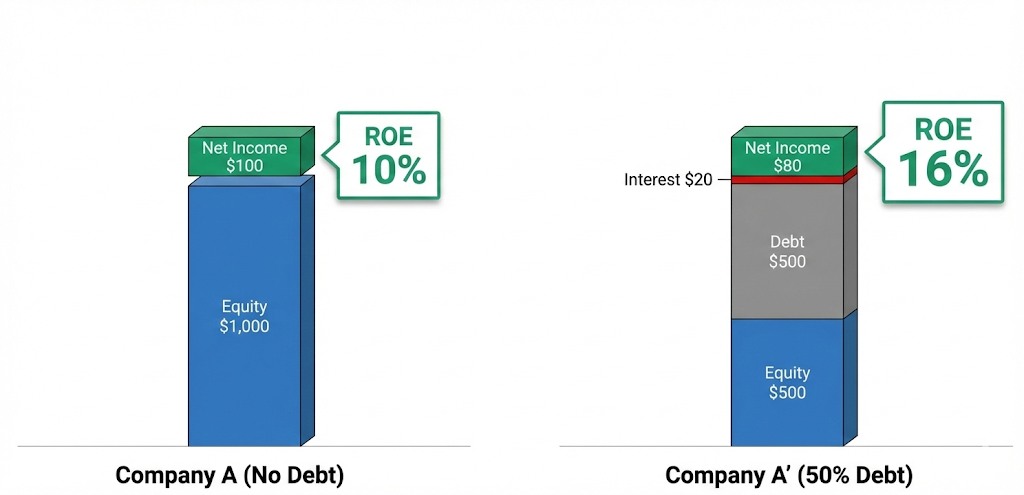 Net Income
$100
ROE
10%
Equity
$1,000
Company A (No Debt)
Net Income
$80
ROE
16%
Interest $20
Debt
$500
Equity
$500
Company A’ (50% Debt)